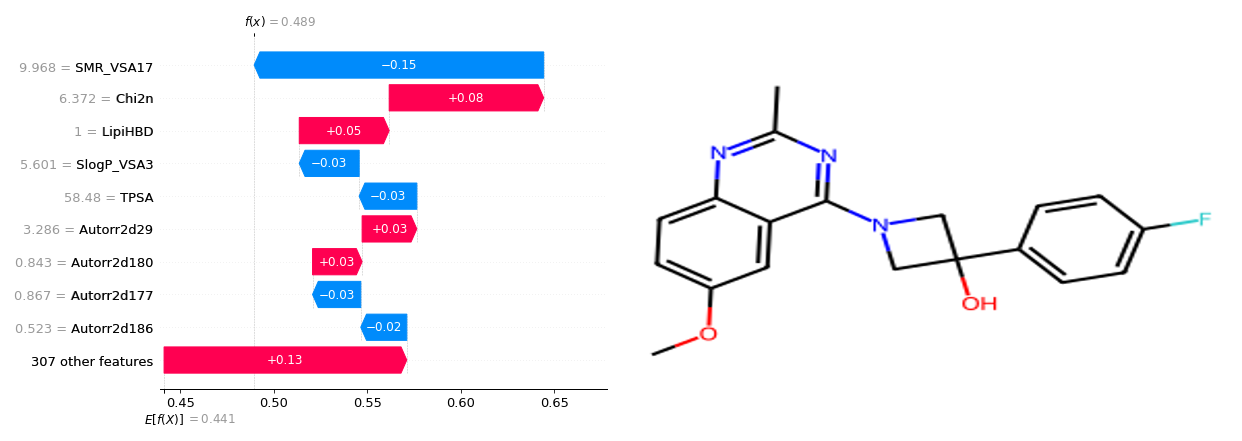 f(x) = 0.489
9.968 = SMR_VSA17
−0.15
6.372 = Chi2n
+0.08
1 = LipiHBD
+0.05
5.601 = SlogP_VSA3
−0.03
58.48 = TPSA
−0.03
3.286 = Autorr2d29
+0.03
0.843 = Autorr2d180
+0.03
0.867 = Autorr2d177
−0.03
0.523 = Autorr2d186
−0.02
307 other features
+0.13
0.45 0.50 0.55 0.60 0.65
E[f(X)] = 0.441
N
N
N
F
OH
O